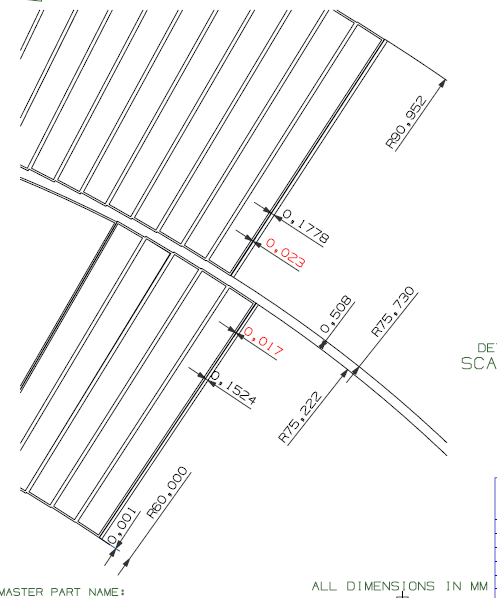 R90,952
0,1778
0,023
0,508
R75,730
0,017
DE
SCA
0,1524
R75,222
R60,000
0,001
MASTER PART NAME:
ALL DIMENSIONS IN MM